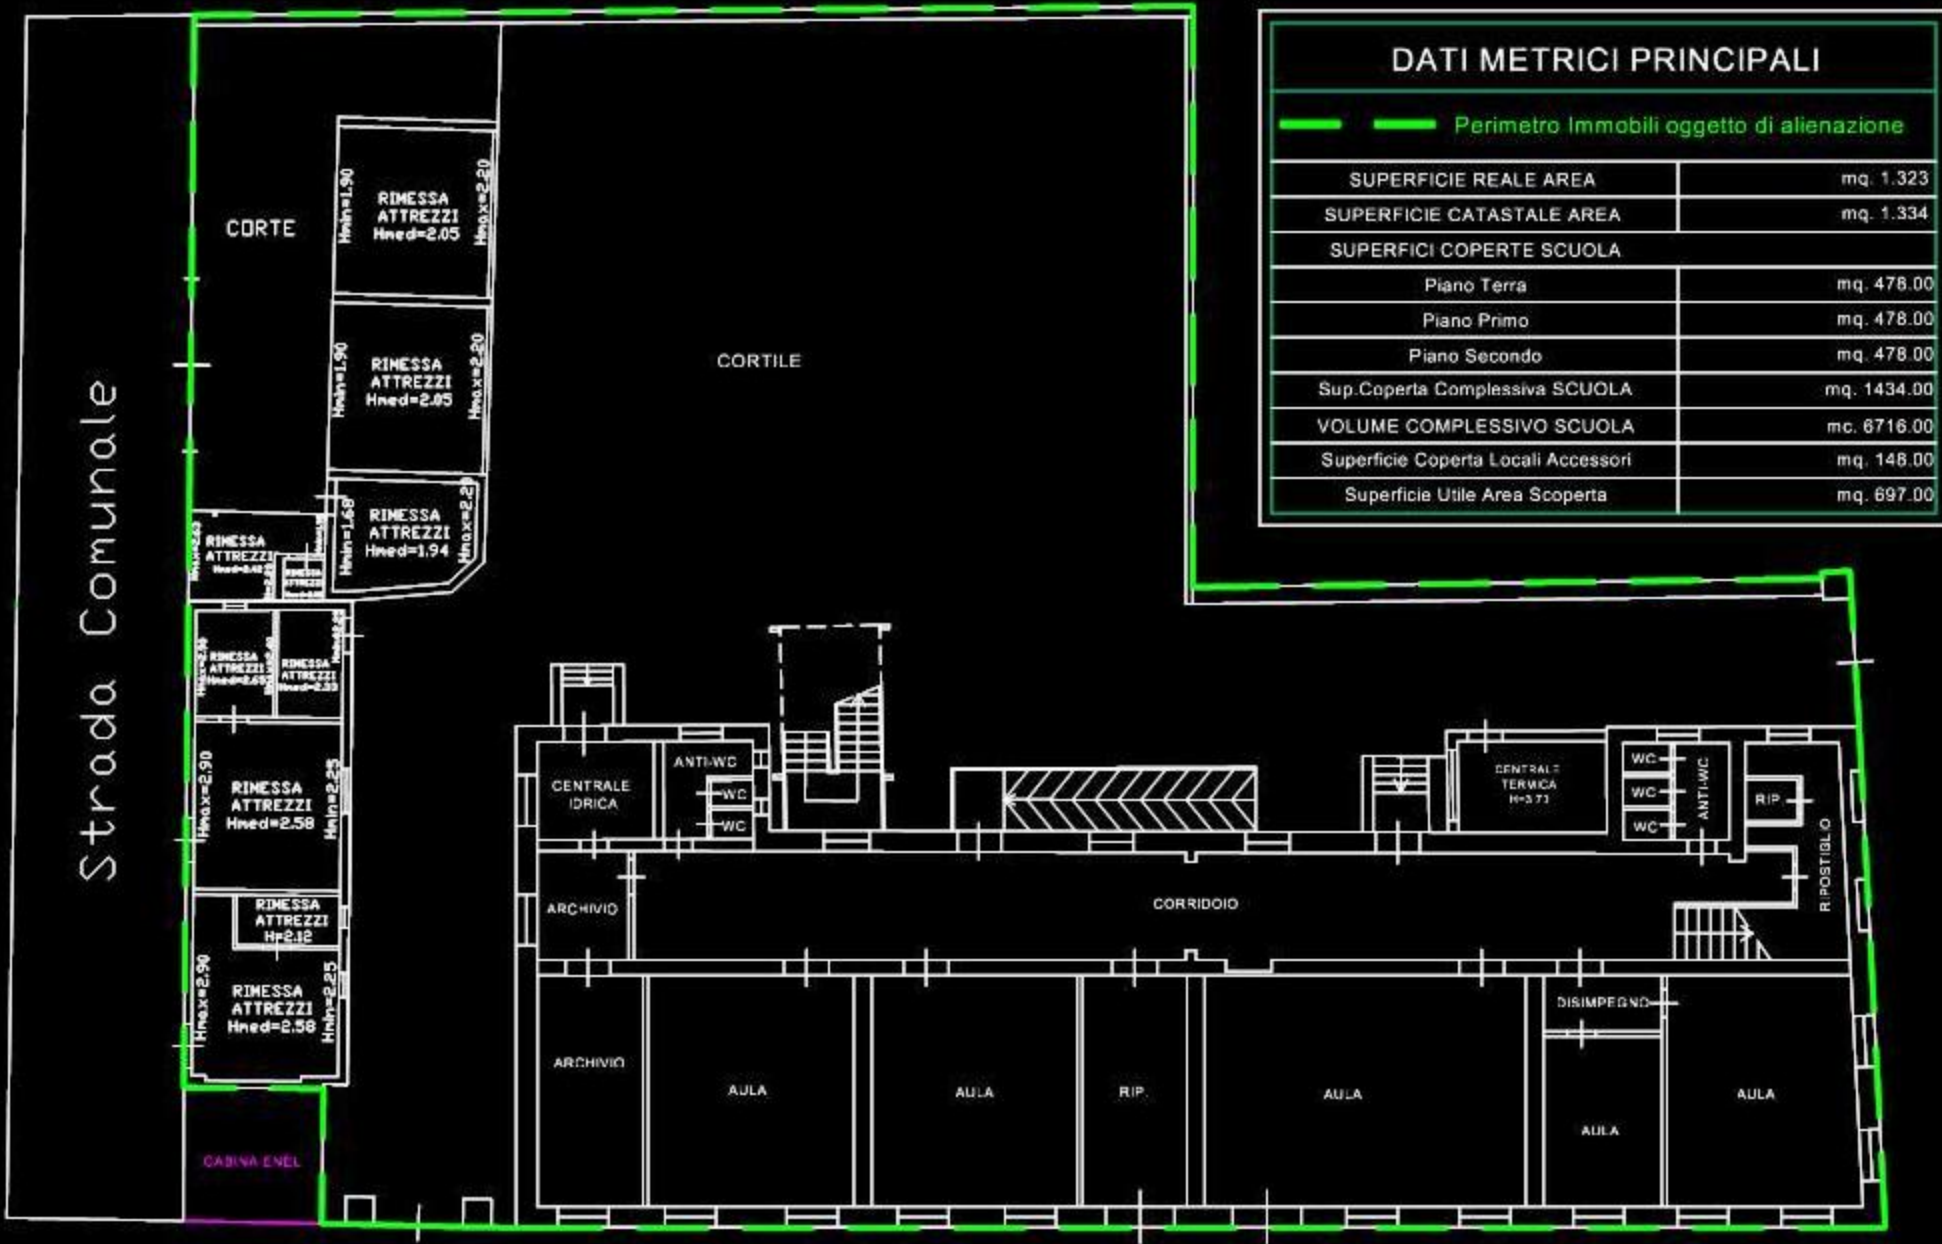 DATI METRICI PRINCIPALI
Perimetro Immobili oggetto di alienazione
SUPERFICIE REALE AREA mq. 1.323
SUPERFICIE CATASTALE AREA mq. 1.334
SUPERFICI COPERTE SCUOLA
Piano Terra mq. 478.00
Piano Primo mq. 478.00
Piano Secondo mq. 478.00
Sup.Coperta Complessiva SCUOLA mq. 1434.00
VOLUME COMPLESSIVO SCUOLA mc. 6716.00
Superficie Coperta Locali Accessori mq. 148.00
Superficie Utile Area Scoperta mq. 697.00
Strada Comunale
CORTE
Hmin=1.90
RIMESSA
ATTREZZI
Hmed=2.05
Hmax=2.20
CORTILE
Hmin=1.90
RIMESSA
ATTREZZI
Hmed=2.05
Hmax=2.20
Hmin=1.68
RIMESSA
ATTREZZI
Hmed=1.94
RIMESSA
ATTREZZI
RIMESSA
ATTREZZI
RIMESSA
ATTREZZI
RIMESSA
ATTREZZI
Hmax=2.90
RIMESSA
ATTREZZI
Hmed=2.58
Hmin=2.25
RIMESSA
ATTREZZI
H=2.12
Hmax=2.90
RIMESSA
ATTREZZI
Hmed=2.58
Hmin=2.25
CABINA ENEL
CENTRALE
IDRICA
ANTI-WC
WC
WC
CENTRALE
TERMICA
H=3.73
WC
WC
WC
ANTI-WC
RIP.
RIPOSTIGLIO
ARCHIVIO
CORRIDOIO
ARCHIVIO
AULA
AULA
RIP.
AULA
DISIMPEGNO
AULA
AULA